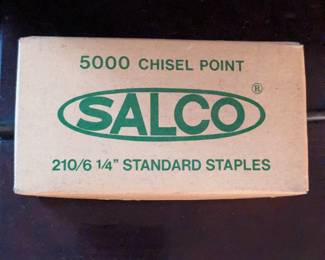 5000 CHISEL POINT
SALCO®
210/6 1/4" STANDARD STAPLES